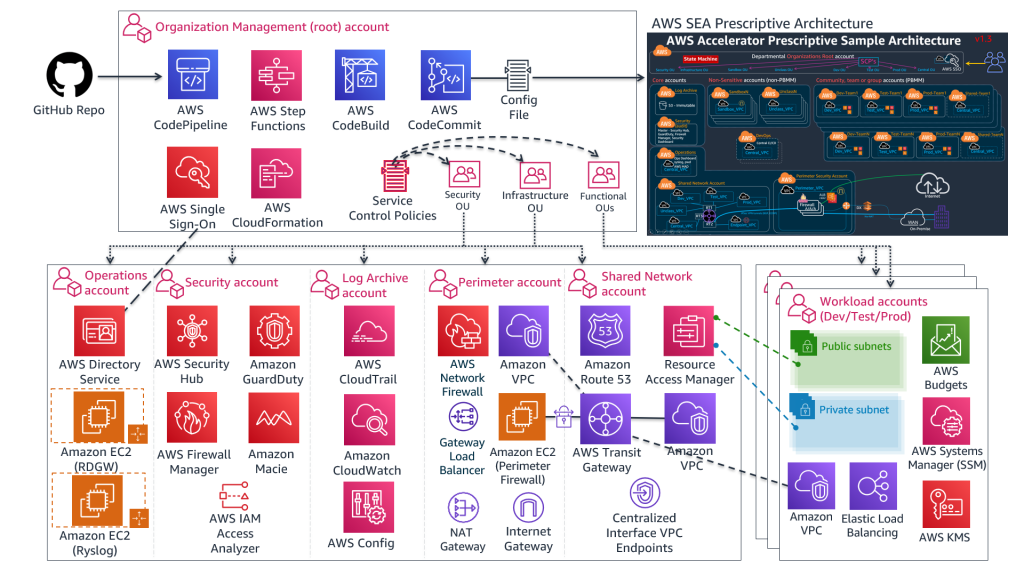 Organization Management (root) account
AWS SEA Prescriptive Architecture
GitHub Repo
AWS
CodePipeline
AWS Step
Functions
AWS
CodeBuild
AWS
CodeCommit
Config
File
AWS Single
Sign-On
AWS
CloudFormation
Service
Control Policies
Security
OU
Infrastructure
OU
Functional
OUs
AWS Accelerator Prescriptive Sample Architecture
v1.5
State Machine
Departmental Organizations Root account
SCP's
AWS SSO
Core accounts
Non-Sensitive accounts (non-PBMM)
Community, team or group accounts (PBMM)
Log Archive
Security
DevOps
Operations
Shared Network Account
Perimeter Security Account
Perimeter_VPC
Internet
WAN
On-Premise
Operations
account
Security account
Log Archive
account
Perimeter account
Shared Network
account
Workload accounts
(Dev/Test/Prod)
AWS Directory
Service
Amazon EC2
(RDGW)
Amazon EC2
(Rsyslog)
AWS Security
Hub
Amazon
GuardDuty
AWS Firewall
Manager
Amazon
Macie
AWS IAM
Access
Analyzer
AWS
CloudTrail
Amazon
CloudWatch
AWS Config
AWS
Network
Firewall
Amazon
VPC
Gateway
Load
Balancer
Amazon EC2
(Perimeter
Firewall)
NAT
Gateway
Internet
Gateway
53
Amazon
Route 53
Resource
Access Manager
AWS Transit
Gateway
Amazon
VPC
Centralized
Interface VPC
Endpoints
Public subnets
Private subnet
AWS
Budgets
AWS Systems
Manager (SSM)
Amazon
VPC
Elastic Load
Balancing
AWS KMS